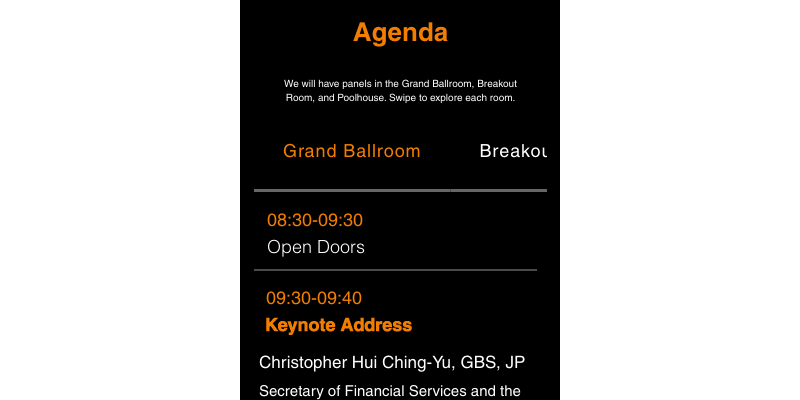 Agenda
We will have panels in the Grand Ballroom, Breakout
Room, and Poolhouse. Swipe to explore each room.
Grand Ballroom Breakou
08:30-09:30
Open Doors
09:30-09:40
Keynote Address
Christopher Hui Ching-Yu, GBS, JP
Secretary of Financial Services and the